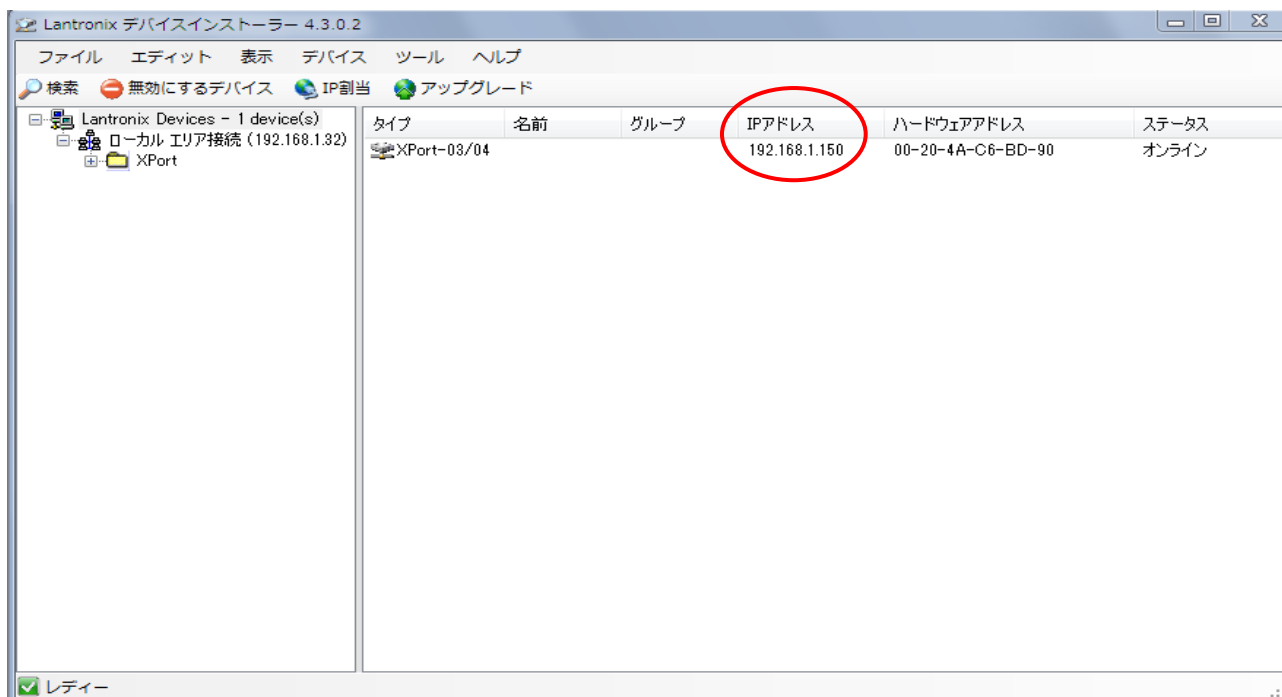 Lantronix デバイスインストーラー 4.3.0.2
ファイル エディット 表示 デバイス ツール ヘルプ
検索 無効にするデバイス IP割当 アップグレード
Lantronix Devices - 1 device(s)
ローカル エリア接続 (192.168.1.32)
XPort
タイプ 名前 グループ IPアドレス ハードウェアアドレス ステータス
XPort-03/04 192.168.1.150 00-20-4A-C6-BD-90 オンライン
レディー